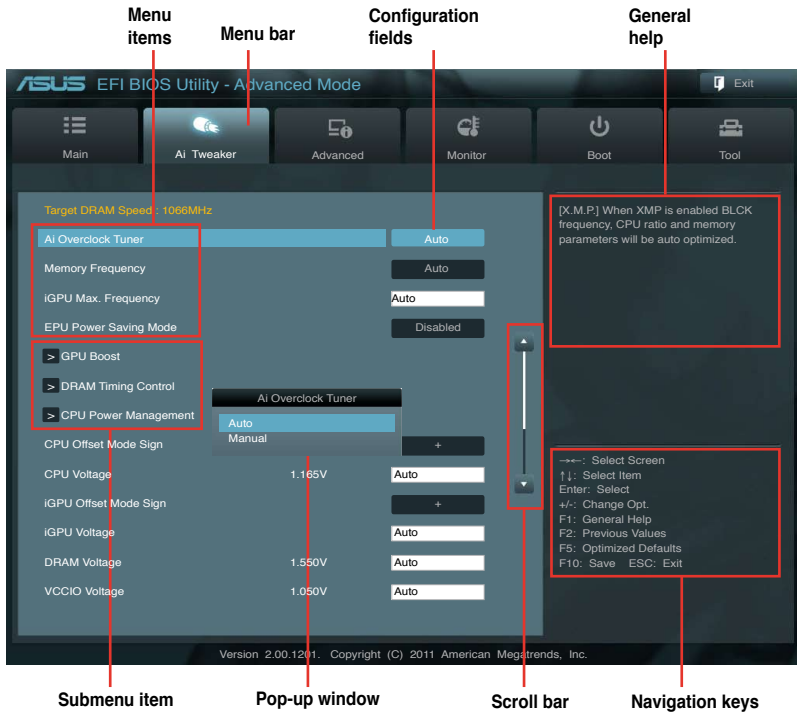 Menu items
Menu bar
Configuration fields
General help
ASUS EFI BIOS Utility - Advanced Mode
Exit
Main
Ai Tweaker
Advanced
Monitor
Boot
Tool
Target DRAM Speed : 1066MHz
Ai Overclock Tuner Auto
Memory Frequency Auto
iGPU Max. Frequency Auto
EPU Power Saving Mode Disabled
> GPU Boost
> DRAM Timing Control
> CPU Power Management
CPU Offset Mode Sign +
CPU Voltage 1.165V Auto
iGPU Offset Mode Sign +
iGPU Voltage Auto
DRAM Voltage 1.550V Auto
VCCIO Voltage 1.050V Auto
Ai Overclock Tuner
Auto
Manual
[X.M.P.] When XMP is enabled BLCK
frequency, CPU ratio and memory
parameters will be auto optimized.
→←: Select Screen
↑↓: Select Item
Enter: Select
+/-: Change Opt.
F1: General Help
F2: Previous Values
F5: Optimized Defaults
F10: Save ESC: Exit
Version 2.00.1201. Copyright (C) 2011 American Megatrends, Inc.
Submenu item
Pop-up window
Scroll bar
Navigation keys